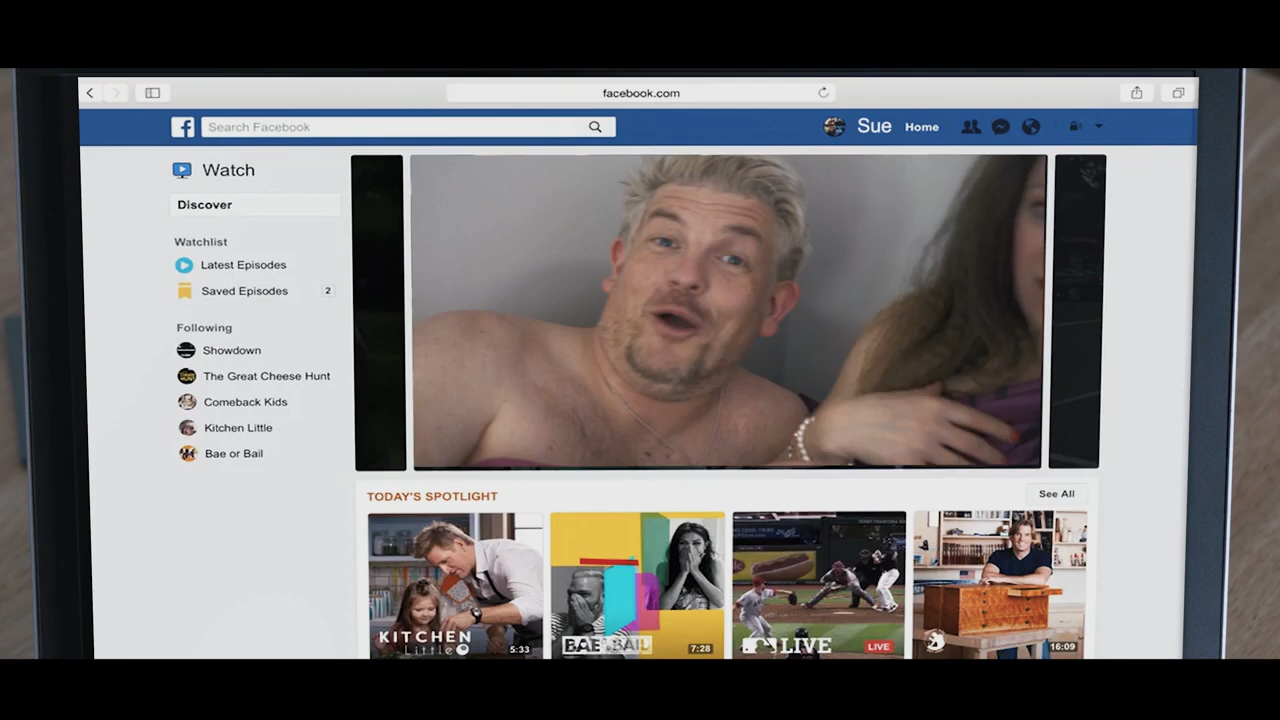 facebook.com
Search Facebook
Sue Home
Watch
Discover
Watchlist
Latest Episodes
Saved Episodes 2
Following
Showdown
The Great Cheese Hunt
Comeback Kids
Kitchen Little
Bae or Bail
TODAY'S SPOTLIGHT
See All
KITCHEN
Little
5:33
BAE OR BAIL
7:28
LIVE
LIVE
16:09